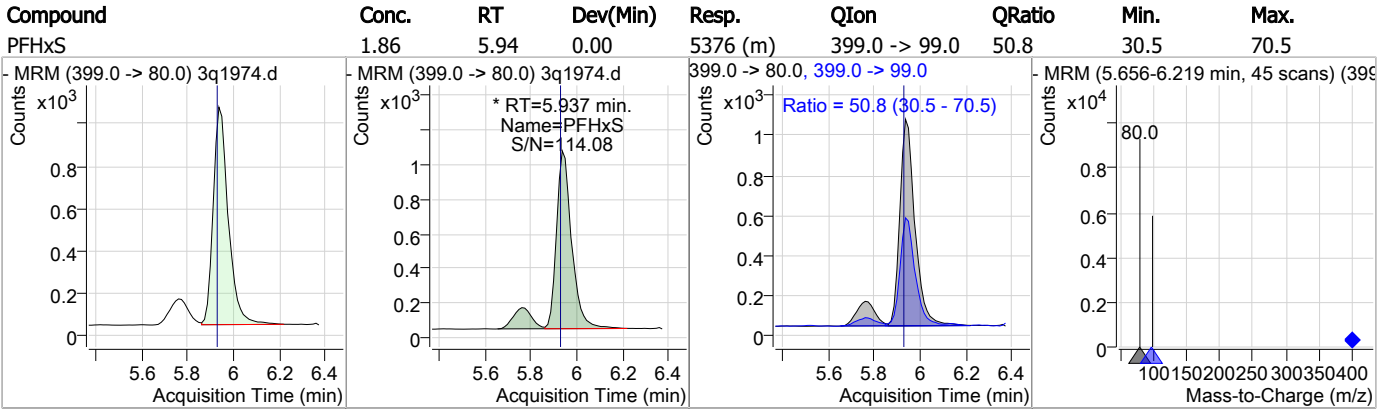 Compound Conc. RT Dev(Min) Resp. QIon QRatio Min. Max.
PFHxS 1.86 5.94 0.00 5376 (m) 399.0 -> 99.0 50.8 30.5 70.5
- MRM (399.0 -> 80.0) 3q1974.d
Counts
x10³
0.8
0.6
0.4
0.2
0
5.6 5.8 6 6.2 6.4
Acquisition Time (min)
- MRM (399.0 -> 80.0) 3q1974.d
Counts
x10³
* RT=5.937 min.
Name=PFHxS
S/N=114.08
1
0.8
0.6
0.4
0.2
0
5.6 5.8 6 6.2 6.4
Acquisition Time (min)
399.0 -> 80.0, 399.0 -> 99.0
Counts
x10³
Ratio = 50.8 (30.5 - 70.5)
1
0.8
0.6
0.4
0.2
0
5.6 5.8 6 6.2 6.4
Acquisition Time (min)
- MRM (5.656-6.219 min, 45 scans) (399
Counts
x10⁴
80.0
0.8
0.6
0.4
0.2
0
100 150 200 250 300 350 400
Mass-to-Charge (m/z)